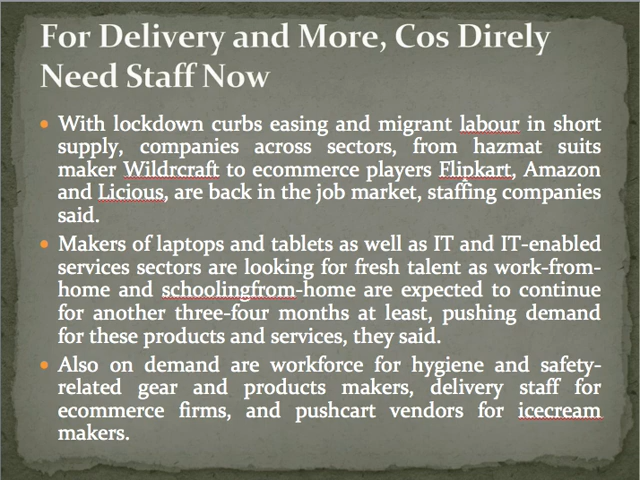 For Delivery and More, Cos Direly
Need Staff Now
• With lockdown curbs easing and migrant labour in short
supply, companies across sectors, from hazmat suits
maker Wildrcraft to ecommerce players Flipkart, Amazon
and Licious, are back in the job market, staffing companies
said.
• Makers of laptops and tablets as well as IT and IT-enabled
services sectors are looking for fresh talent as work-from-
home and schoolingfrom-home are expected to continue
for another three-four months at least, pushing demand
for these products and services, they said.
• Also on demand are workforce for hygiene and safety-
related gear and products makers, delivery staff for
ecommerce firms, and pushcart vendors for icecream
makers.